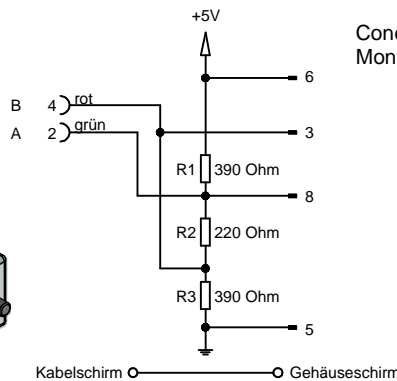 +5V
Cond
Mont
6
B 4 rot
3
A 2 grün
R1 390 Ohm
8
R2 220 Ohm
R3 390 Ohm
5
Kabelschirm Gehäuseschirm